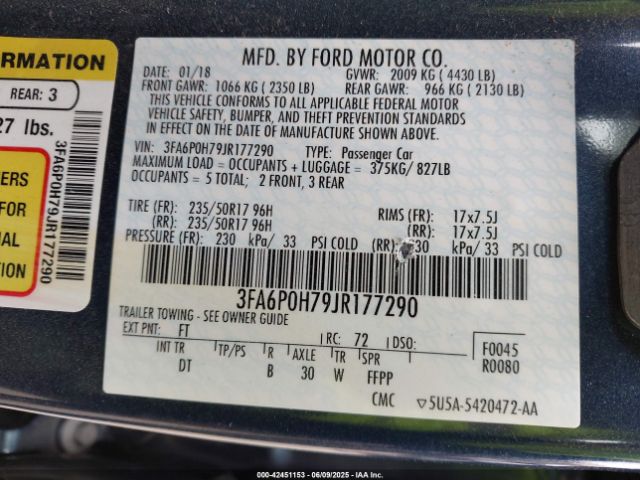 ORMATION
REAR: 3
27 lbs.
3FA6P0H79JR177290
MFD. BY FORD MOTOR CO.
DATE: 01/18 GVWR: 2009 KG ( 4430 LB)
FRONT GAWR: 1066 KG ( 2350 LB) REAR GAWR: 966 KG ( 2130 LB)
THIS VEHICLE CONFORMS TO ALL APPLICABLE FEDERAL MOTOR
VEHICLE SAFETY, BUMPER, AND THEFT PREVENTION STANDARDS
IN EFFECT ON THE DATE OF MANUFACTURE SHOWN ABOVE
VIN: 3FA6P0H79JR177290 TYPE: Passenger Car
MAXIMUM LOAD = OCCUPANTS + LUGGAGE = 375KG/ 827LB
OCCUPANTS = 5 TOTAL; 2 FRONT, 3 REAR
TIRE (FR): 235/50R17 96H RIMS (FR): 17x7.5J
(RR): 235/50R17 96H (RR): 17x7.5J
PRESSURE (FR): 230 kPa/ 33 PSI COLD (RR): 30 kPa/ 33 PSI COLD
3FA6P0H79JR177290
TRAILER TOWING - SEE OWNER GUIDE
EXT PNT: FT RC: 72 DSO:
INT TR TP/PS R AXLE TR SPR
DT B 30 W FFPP
F0045
R0080
CMC 5U5A-5420472-AA
ERS
FOR
NAL
ION
000-42451153 - 06/09/2025 - IAA Inc.